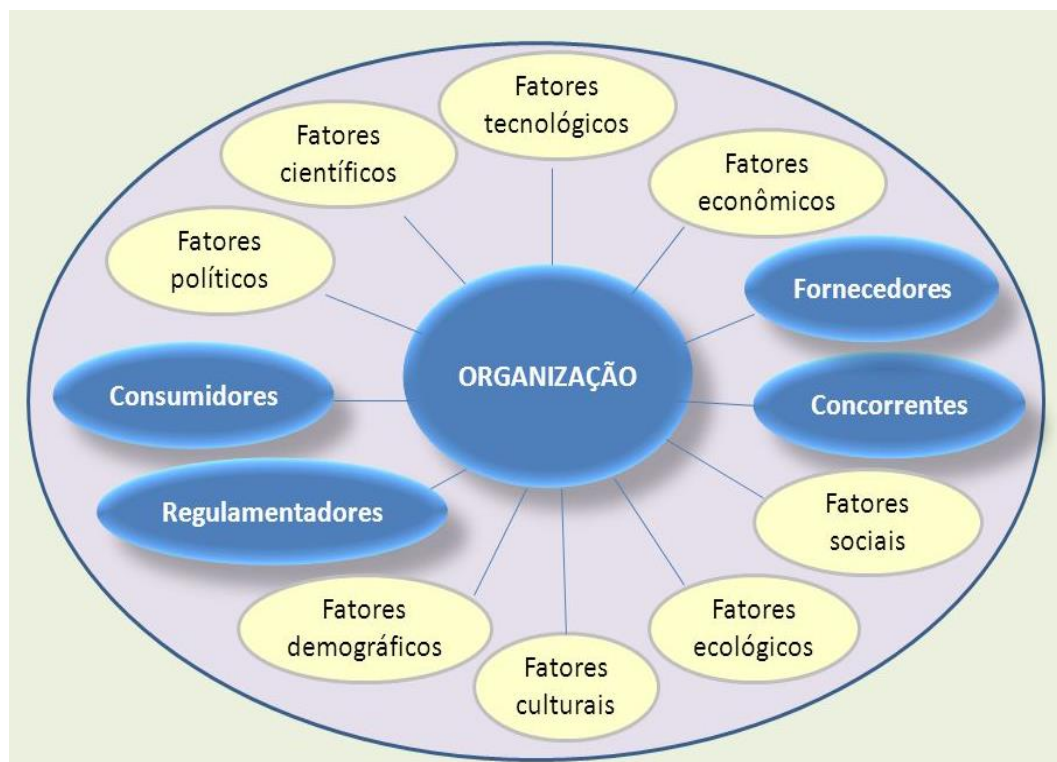 Fatores
tecnológicos
Fatores
científicos
Fatores
econômicos
Fatores
políticos
Fornecedores
ORGANIZAÇÃO
Consumidores
Concorrentes
Regulamentadores
Fatores
sociais
Fatores
demográficos
Fatores
ecológicos
Fatores
culturais